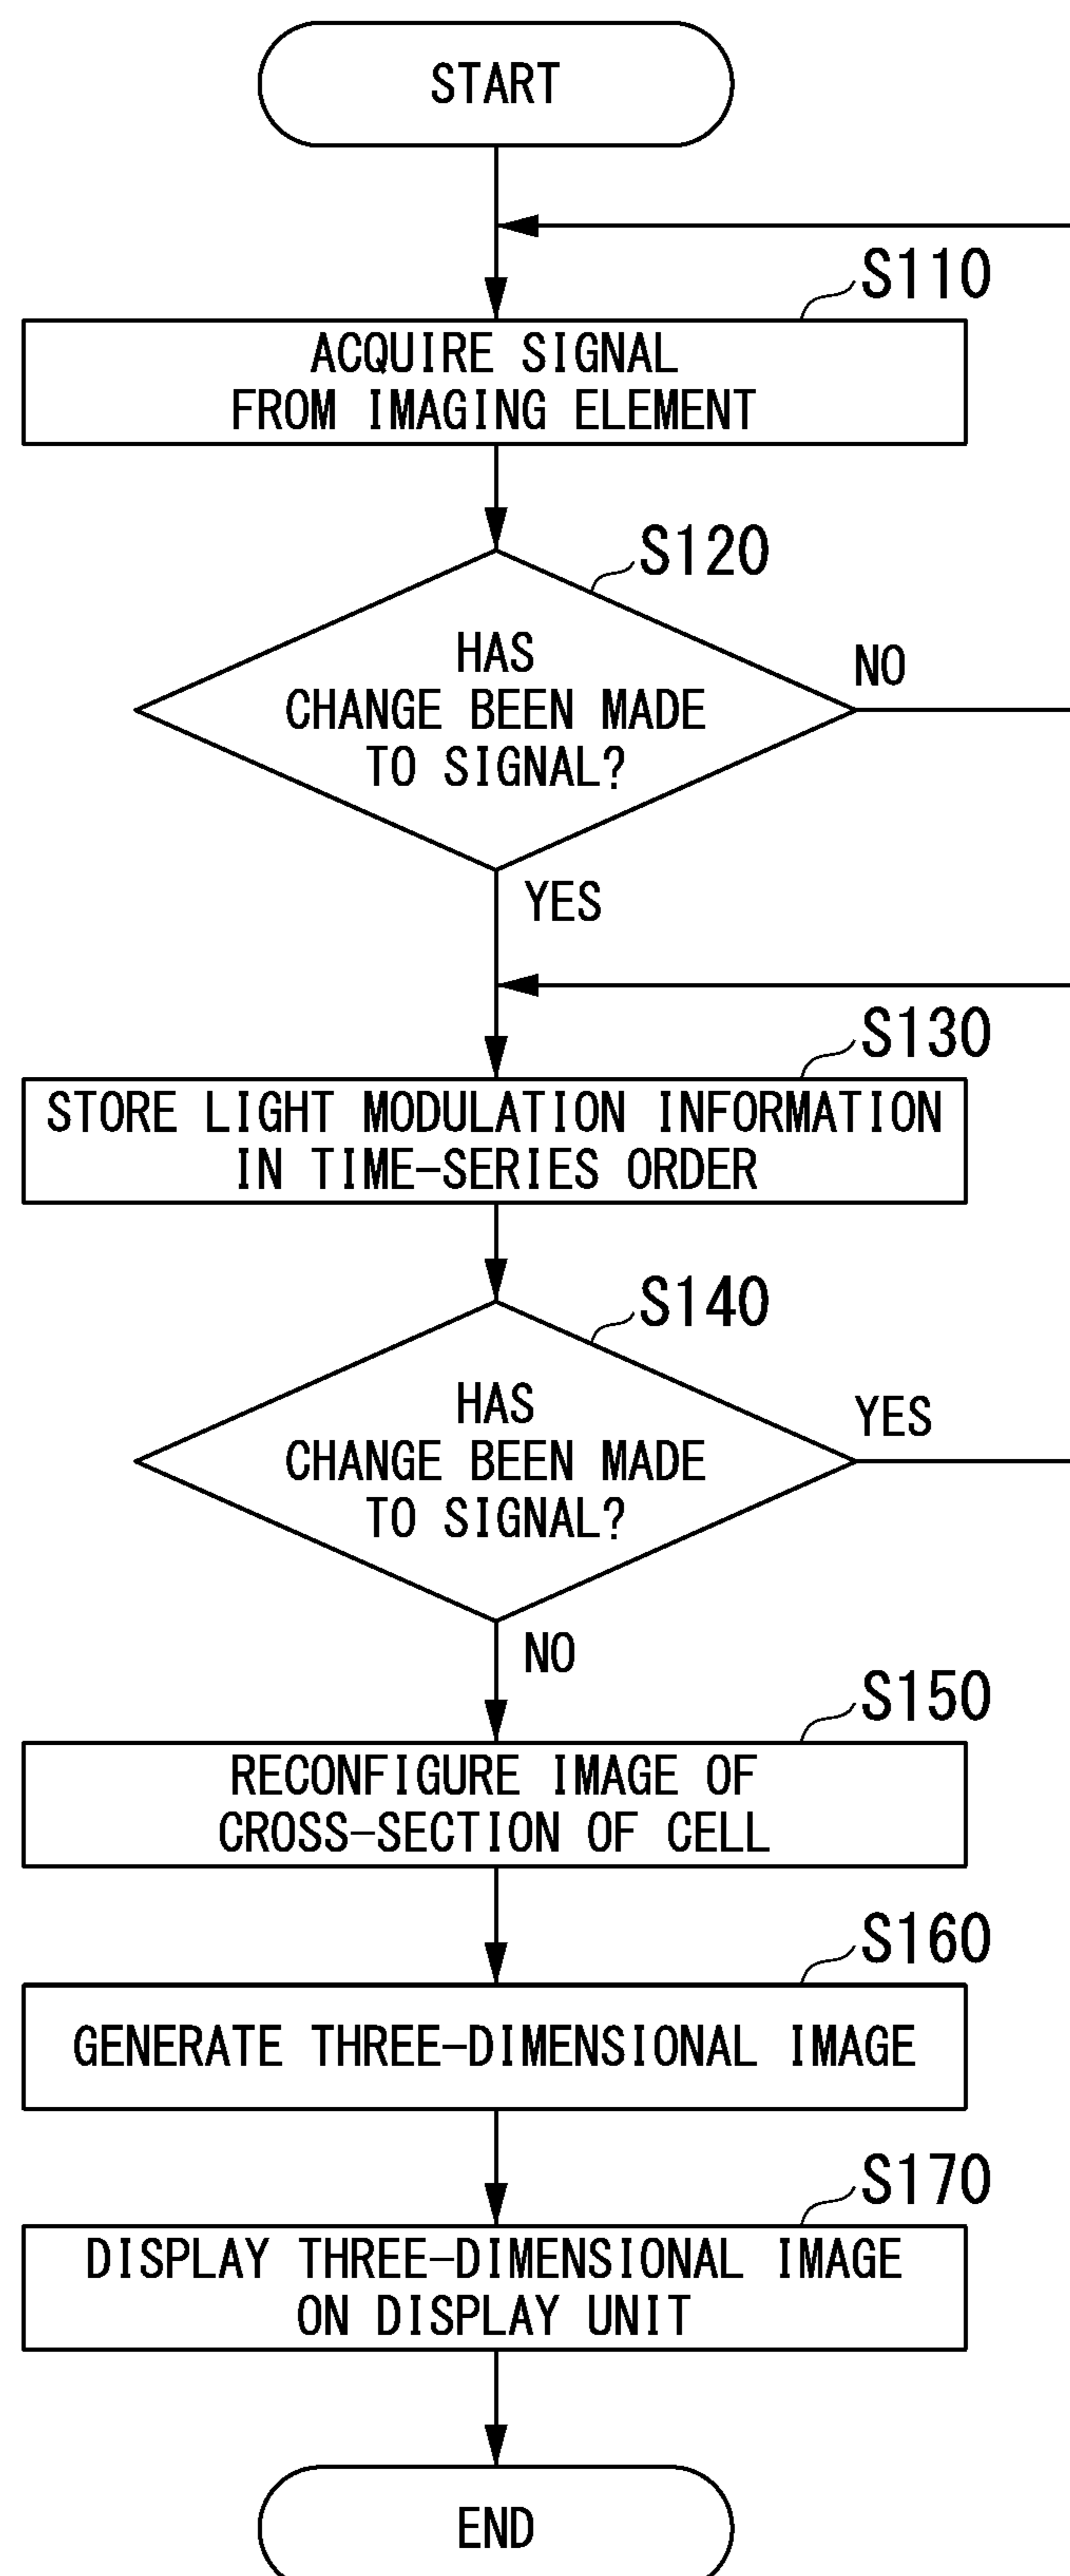 START
S110
ACQUIRE SIGNAL
FROM IMAGING ELEMENT
S120
HAS
CHANGE BEEN MADE
TO SIGNAL?
NO
YES
S130
STORE LIGHT MODULATION INFORMATION
IN TIME-SERIES ORDER
S140
HAS
CHANGE BEEN MADE
TO SIGNAL?
YES
NO
S150
RECONFIGURE IMAGE OF
CROSS-SECTION OF CELL
S160
GENERATE THREE-DIMENSIONAL IMAGE
S170
DISPLAY THREE-DIMENSIONAL IMAGE
ON DISPLAY UNIT
END